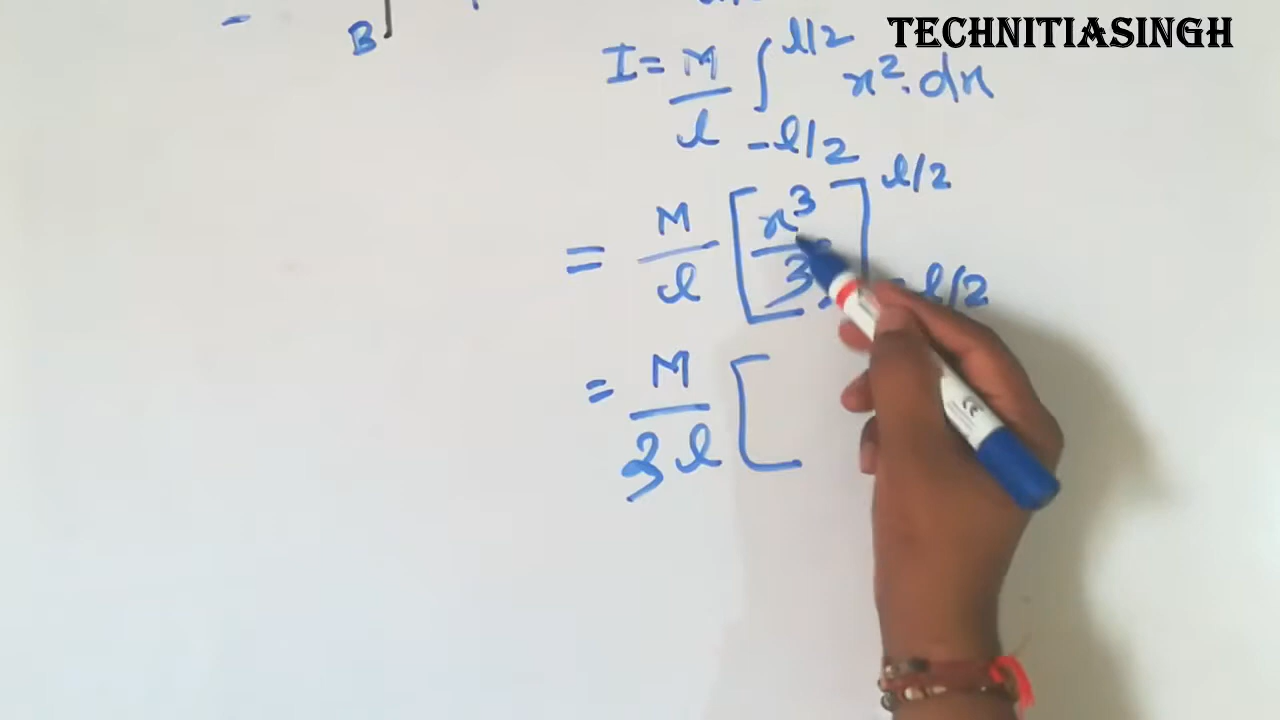 TECHNITIASINGH
- B
I = M/l ∫_{-l/2}^{l/2} x². dx
= M/l [x³/3]_{-l/2}^{l/2}
= M/3l [